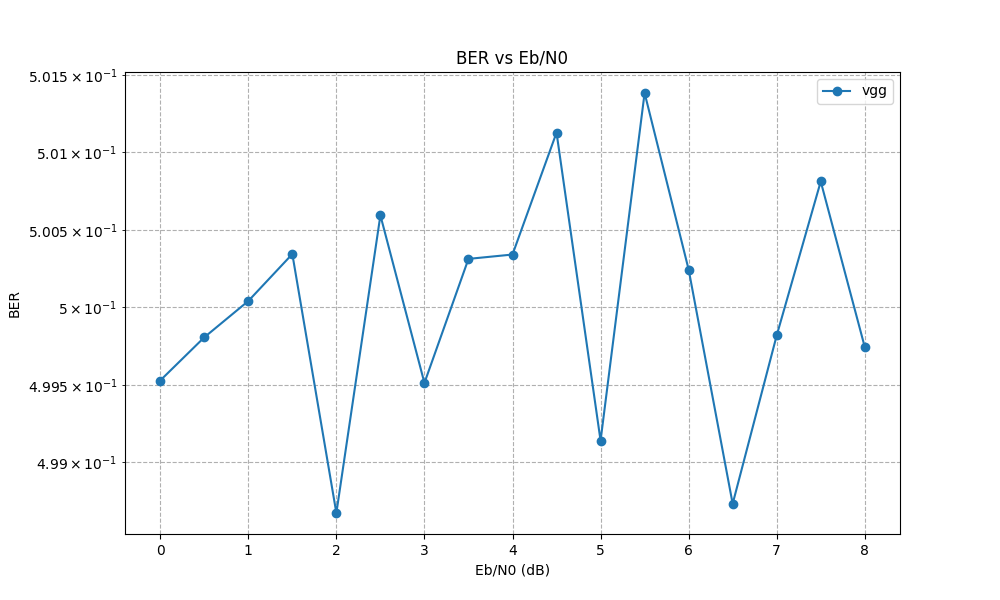 BER vs Eb/N0
5.015 × 10⁻¹
5.01 × 10⁻¹
5.005 × 10⁻¹
5 × 10⁻¹
4.995 × 10⁻¹
4.99 × 10⁻¹
BER
vgg
0 1 2 3 4 5 6 7 8
Eb/N0 (dB)